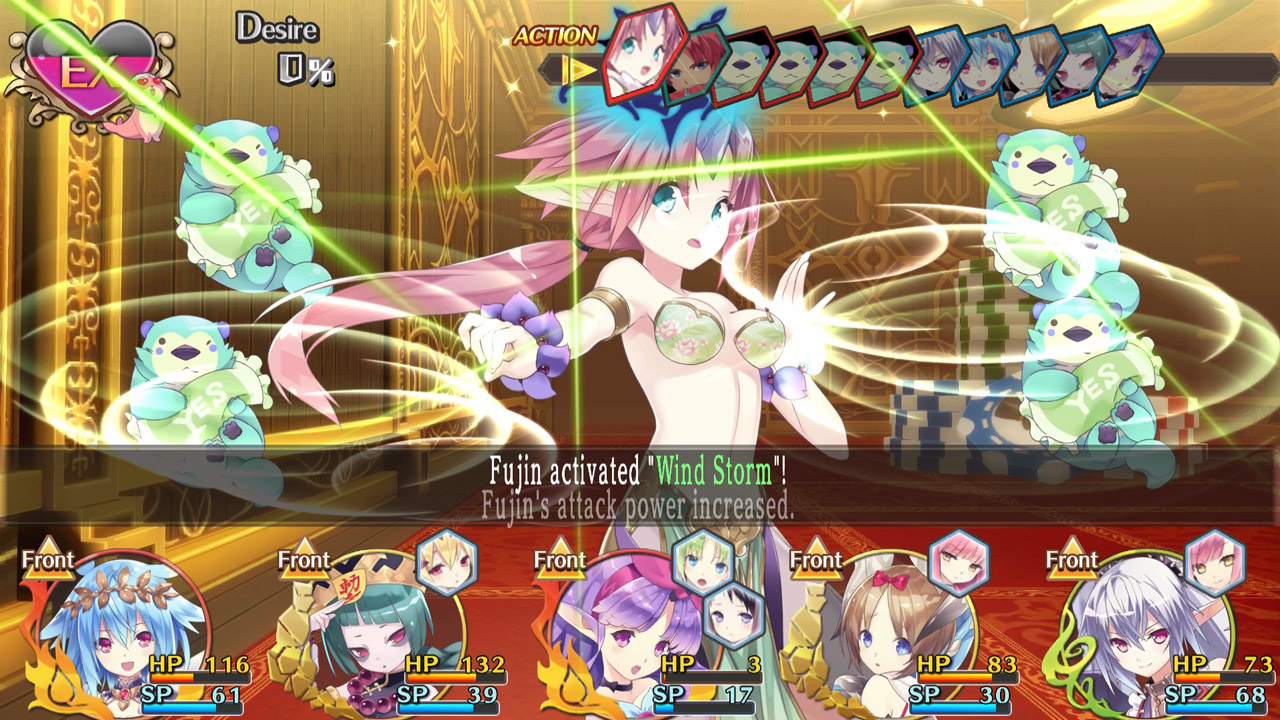 EX
Desire
0%
ACTION
YES
YES
YES
YES
Fujin activated "Wind Storm"!
Fujin's attack power increased.
Front
Front
Front
Front
Front
HP 116
SP 61
HP 132
SP 39
HP 3
SP 17
HP 83
SP 30
HP 73
SP 68